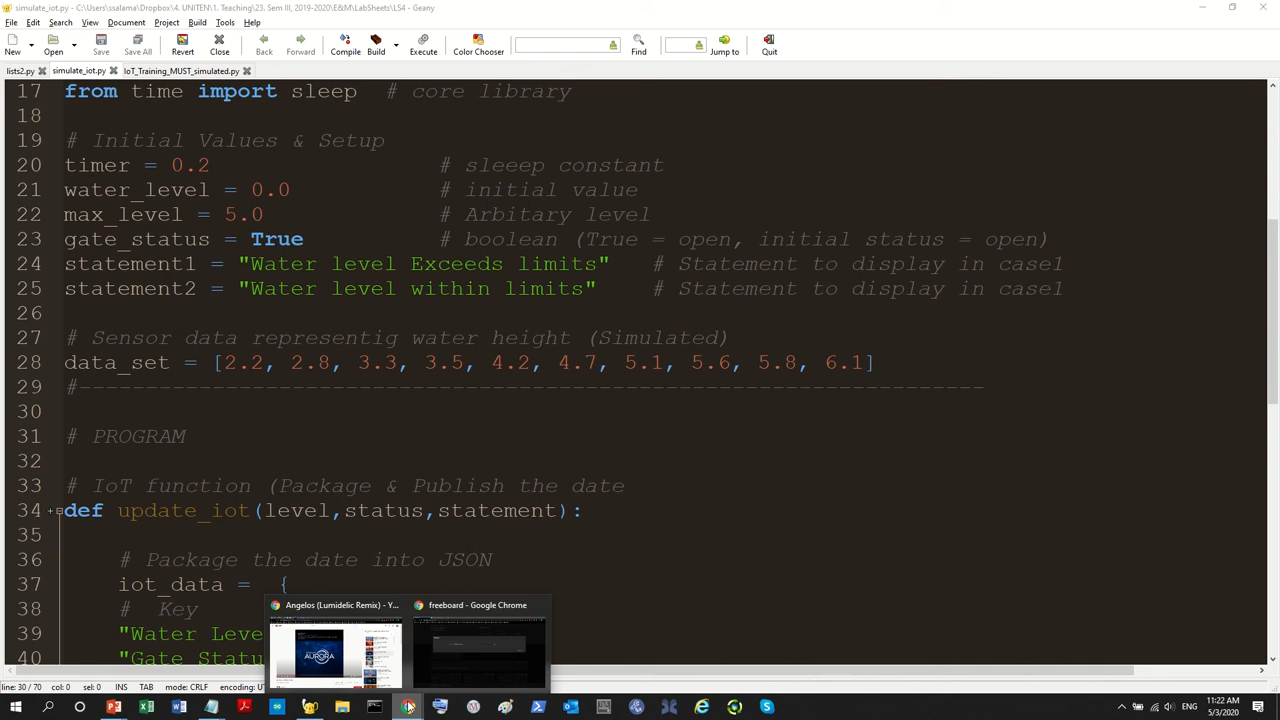 simulate_iot.py - C:\Users\ssalama\Dropbox\4. UNITEN\1. Teaching\23. Sem III, 2019-2020\E&M\LabSheets\LS4 - Geany
File Edit Search View Document Project Build Tools Help
New Open Save Save All Revert Close Back Forward Compile Build Execute Color Chooser Find Jump to Quit
lists2.py simulate_iot.py IoT_Training_MUST_simulated.py
17 from time import sleep # core library
18
19 # Initial Values & Setup
20 timer = 0.2 # sleeep constant
21 water_level = 0.0 # initial value
22 max_level = 5.0 # Arbitary level
23 gate_status = True # boolean (True = open, initial status = open)
24 statement1 = "Water level Exceeds limits" # Statement to display in case1
25 statement2 = "Water level within limits" # Statement to display in case1
26
27 # Sensor data representig water height (Simulated)
28 data_set = [2.2, 2.8, 3.3, 3.5, 4.2, 4.7, 5.1, 5.6, 5.8, 6.1]
29 #--------------------------------------------------------------------
30
31 # PROGRAM
32
33 # IoT function (Package & Publish the date
34 def update_iot(level,status,statement):
35
36 # Package the date into JSON
37 iot_data = {
38 # Key
"Water Leve
"Gate Statu
Angelos (Lumidelic Remix) - Y... freeboard - Google Chrome
AURORA
line: / 70 col: 0 TAB mode: CRLF encoding: UT
11:22 AM
5/3/2020